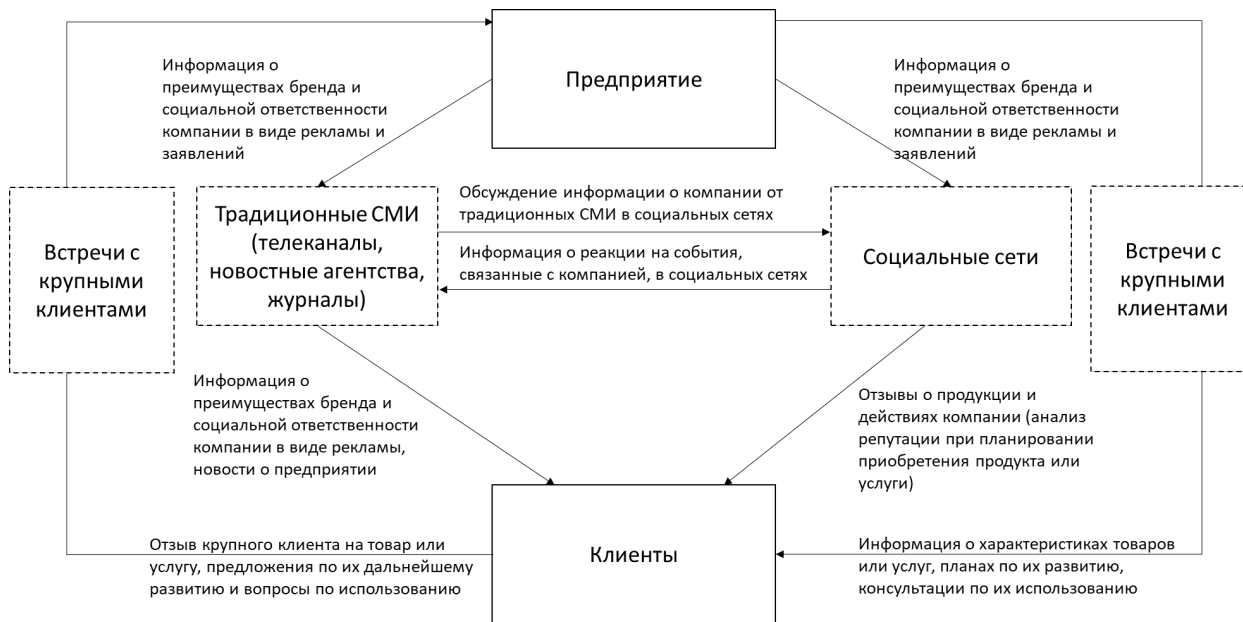 Предприятие
Информация о
преимуществах бренда и
социальной ответственности
компании в виде рекламы и
заявлений
Информация о
преимуществах бренда и
социальной ответственности
компании в виде рекламы и
заявлений
Встречи с
крупными
клиентами
Традиционные СМИ
(телеканалы,
новостные агентства,
журналы)
Обсуждение информации о компании от
традиционных СМИ в социальных сетях
Информация о реакции на события,
связанные с компанией, в социальных сетях
Социальные сети
Встречи с
крупными
клиентами
Информация о
преимуществах бренда и
социальной ответственности
компании в виде рекламы,
новости о предприятии
Отзывы о продукции и
действиях компании (анализ
репутации при планировании
приобретения продукта или
услуги)
Отзыв крупного клиента на товар или
услугу, предложения по их дальнейшему
развитию и вопросы по использованию
Клиенты
Информация о характеристиках товаров
или услуг, планах по их развитию,
консультации по их использованию